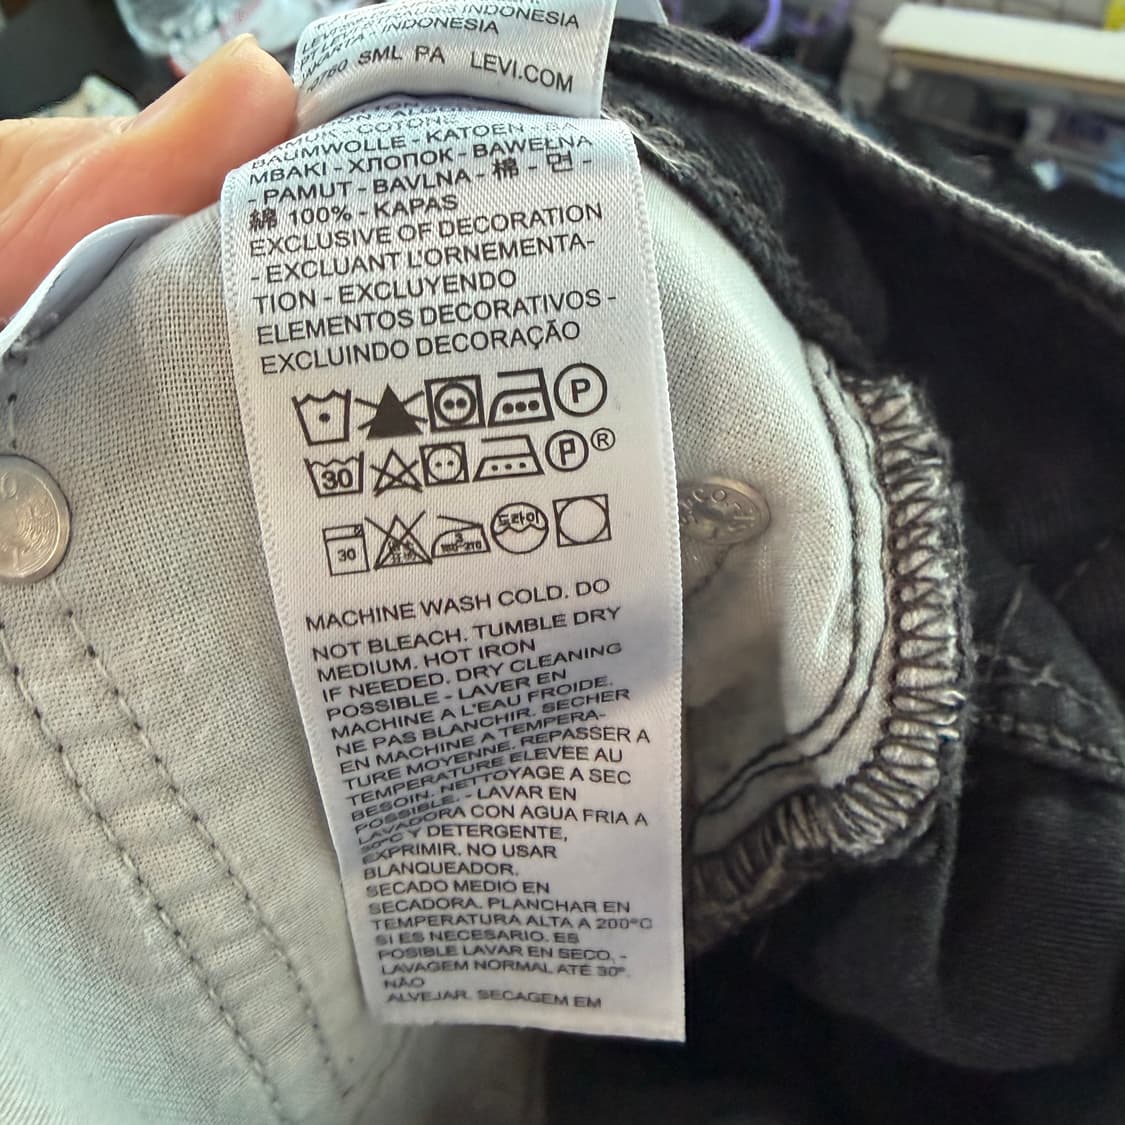 INDONESIA
- INDONESIA
SML PA LEVI.COM
BAUMWOLLE - KATOEN -
MBAKI - ХЛОПОК - BAWEŁNA
- PAMUT - BAVLNA - 棉 - 면 -
綿 100% - KAPAS
EXCLUSIVE OF DECORATION
- EXCLUANT L'ORNEMENTA-
TION - EXCLUYENDO
ELEMENTOS DECORATIVOS -
EXCLUINDO DECORAÇÃO
P
30 P®
30 드라이
MACHINE WASH COLD. DO
NOT BLEACH. TUMBLE DRY
MEDIUM. HOT IRON
IF NEEDED. DRY CLEANING
POSSIBLE - LAVER EN
MACHINE A L'EAU FROIDE.
NE PAS BLANCHIR. SECHER
EN MACHINE A TEMPERA-
TURE MOYENNE. REPASSER A
TEMPERATURE ELEVEE AU
BESOIN. NETTOYAGE A SEC
POSSIBLE. - LAVAR EN
LAVADORA CON AGUA FRIA A
30°C Y DETERGENTE,
EXPRIMIR. NO USAR
BLANQUEADOR.
SECADO MEDIO EN
SECADORA. PLANCHAR EN
TEMPERATURA ALTA A 200°C
SI ES NECESARIO. ES
POSIBLE LAVAR EN SECO. -
LAVAGEM NORMAL ATÉ 30°.
NÃO
ALVEJAR. SECAGEM EM